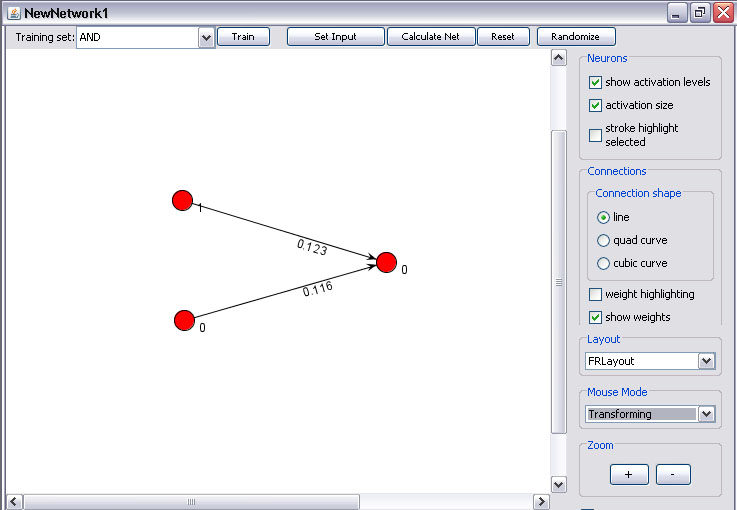 NewNetwork1
Training set: AND Train Set Input Calculate Net Reset Randomize
Neurons
show activation levels
activation size
stroke highlight
selected
Connections
Connection shape
line
quad curve
cubic curve
weight highlighting
show weights
Layout
FRLayout
Mouse Mode
Transforming
Zoom
+ -
1
0.123
0
0.116
0